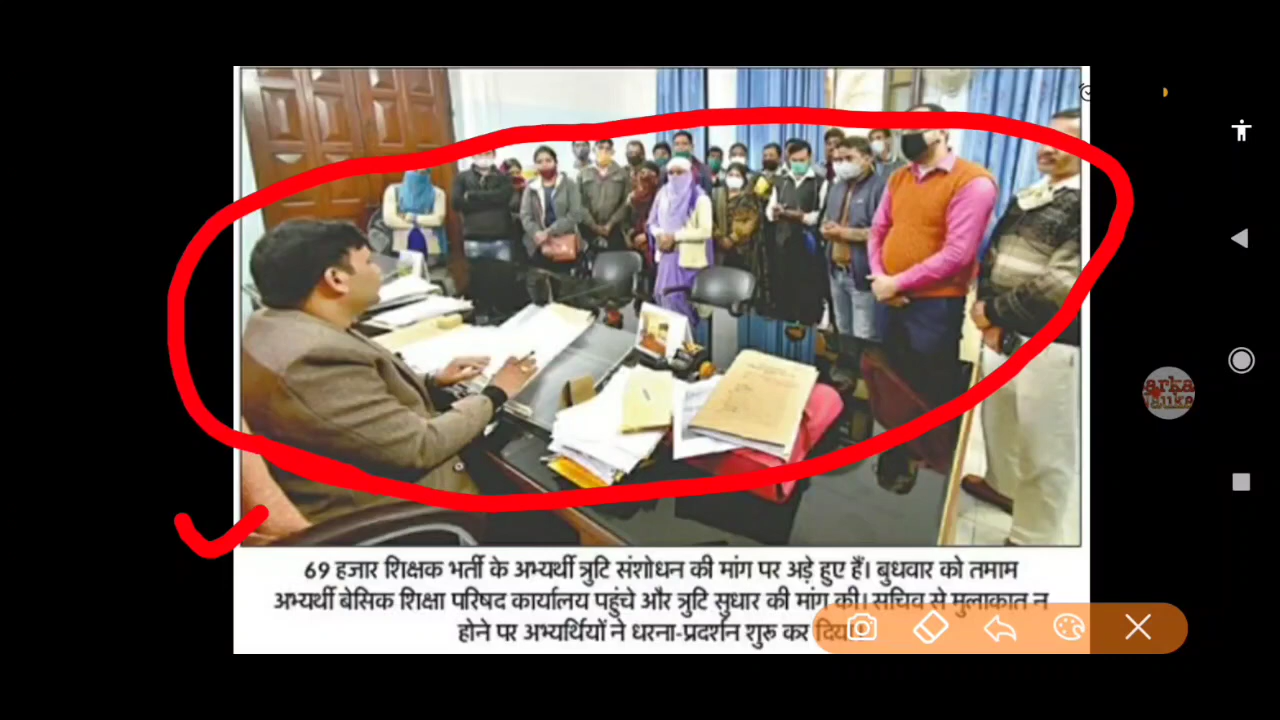 69 हजार शिक्षक भर्ती के अभ्यर्थी त्रुटि संशोधन की मांग पर अड़े हुए हैं। बुधवार को तमाम
अभ्यर्थी बेसिक शिक्षा परिषद कार्यालय पहुंचे और त्रुटि सुधार की मांग की। सचिव से मुलाकात न
होने पर अभ्यर्थियों ने धरना-प्रदर्शन शुरू कर